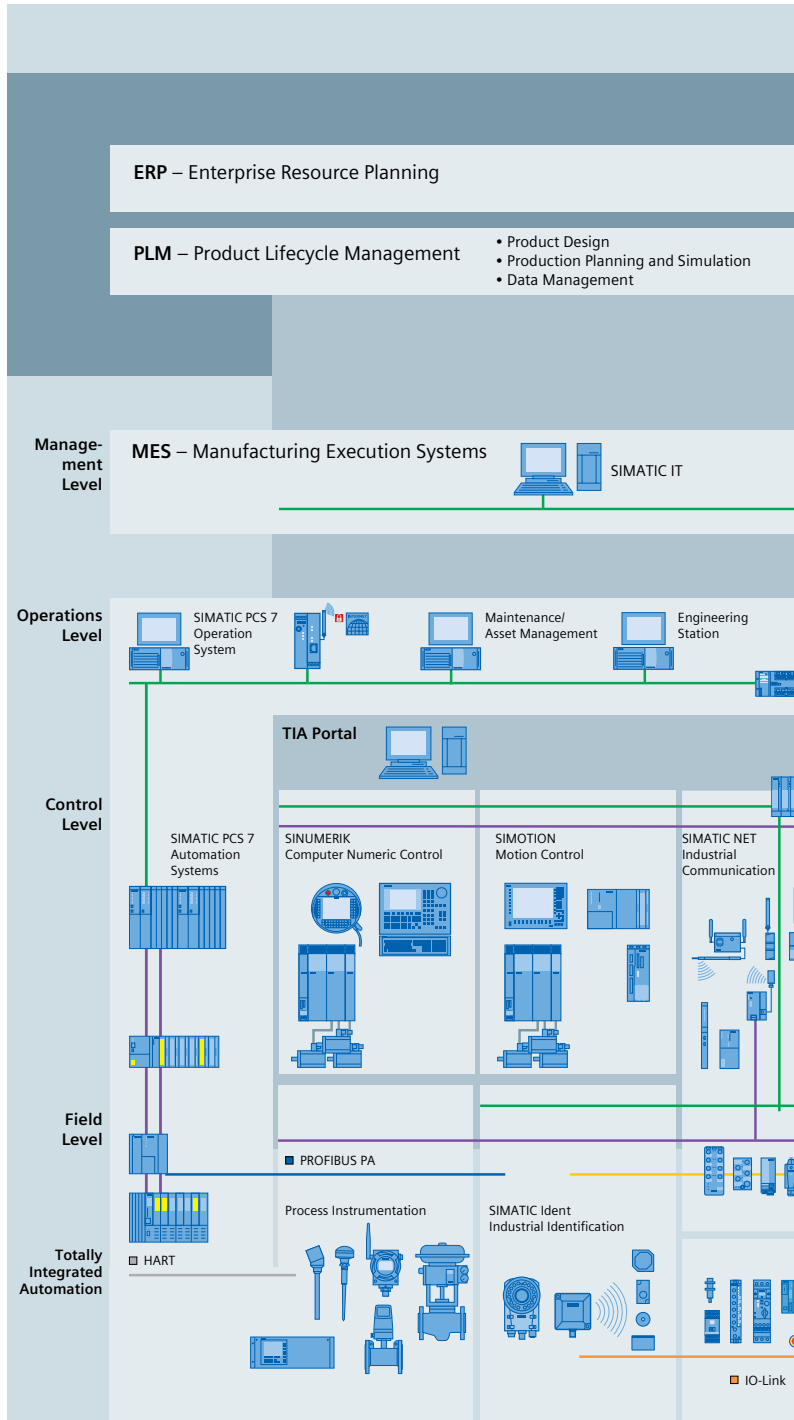 ERP – Enterprise Resource Planning
PLM – Product Lifecycle Management
• Product Design
• Production Planning and Simulation
• Data Management
Manage-
ment
Level
MES – Manufacturing Execution Systems
SIMATIC IT
Operations
Level
SIMATIC PCS 7
Operation
System
INTERNET
Maintenance/
Asset Management
Engineering
Station
TIA Portal
Control
Level
SIMATIC PCS 7
Automation
Systems
SINUMERIK
Computer Numeric Control
SIMOTION
Motion Control
SIMATIC NET
Industrial
Communication
Field
Level
PROFIBUS PA
Process Instrumentation
SIMATIC Ident
Industrial Identification
Totally
Integrated
Automation
HART
IO-Link